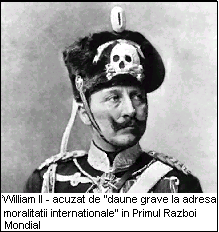 William II - acuzat de "daune grave la adresa
moralitatii internationale" in Primul Razboi
Mondial